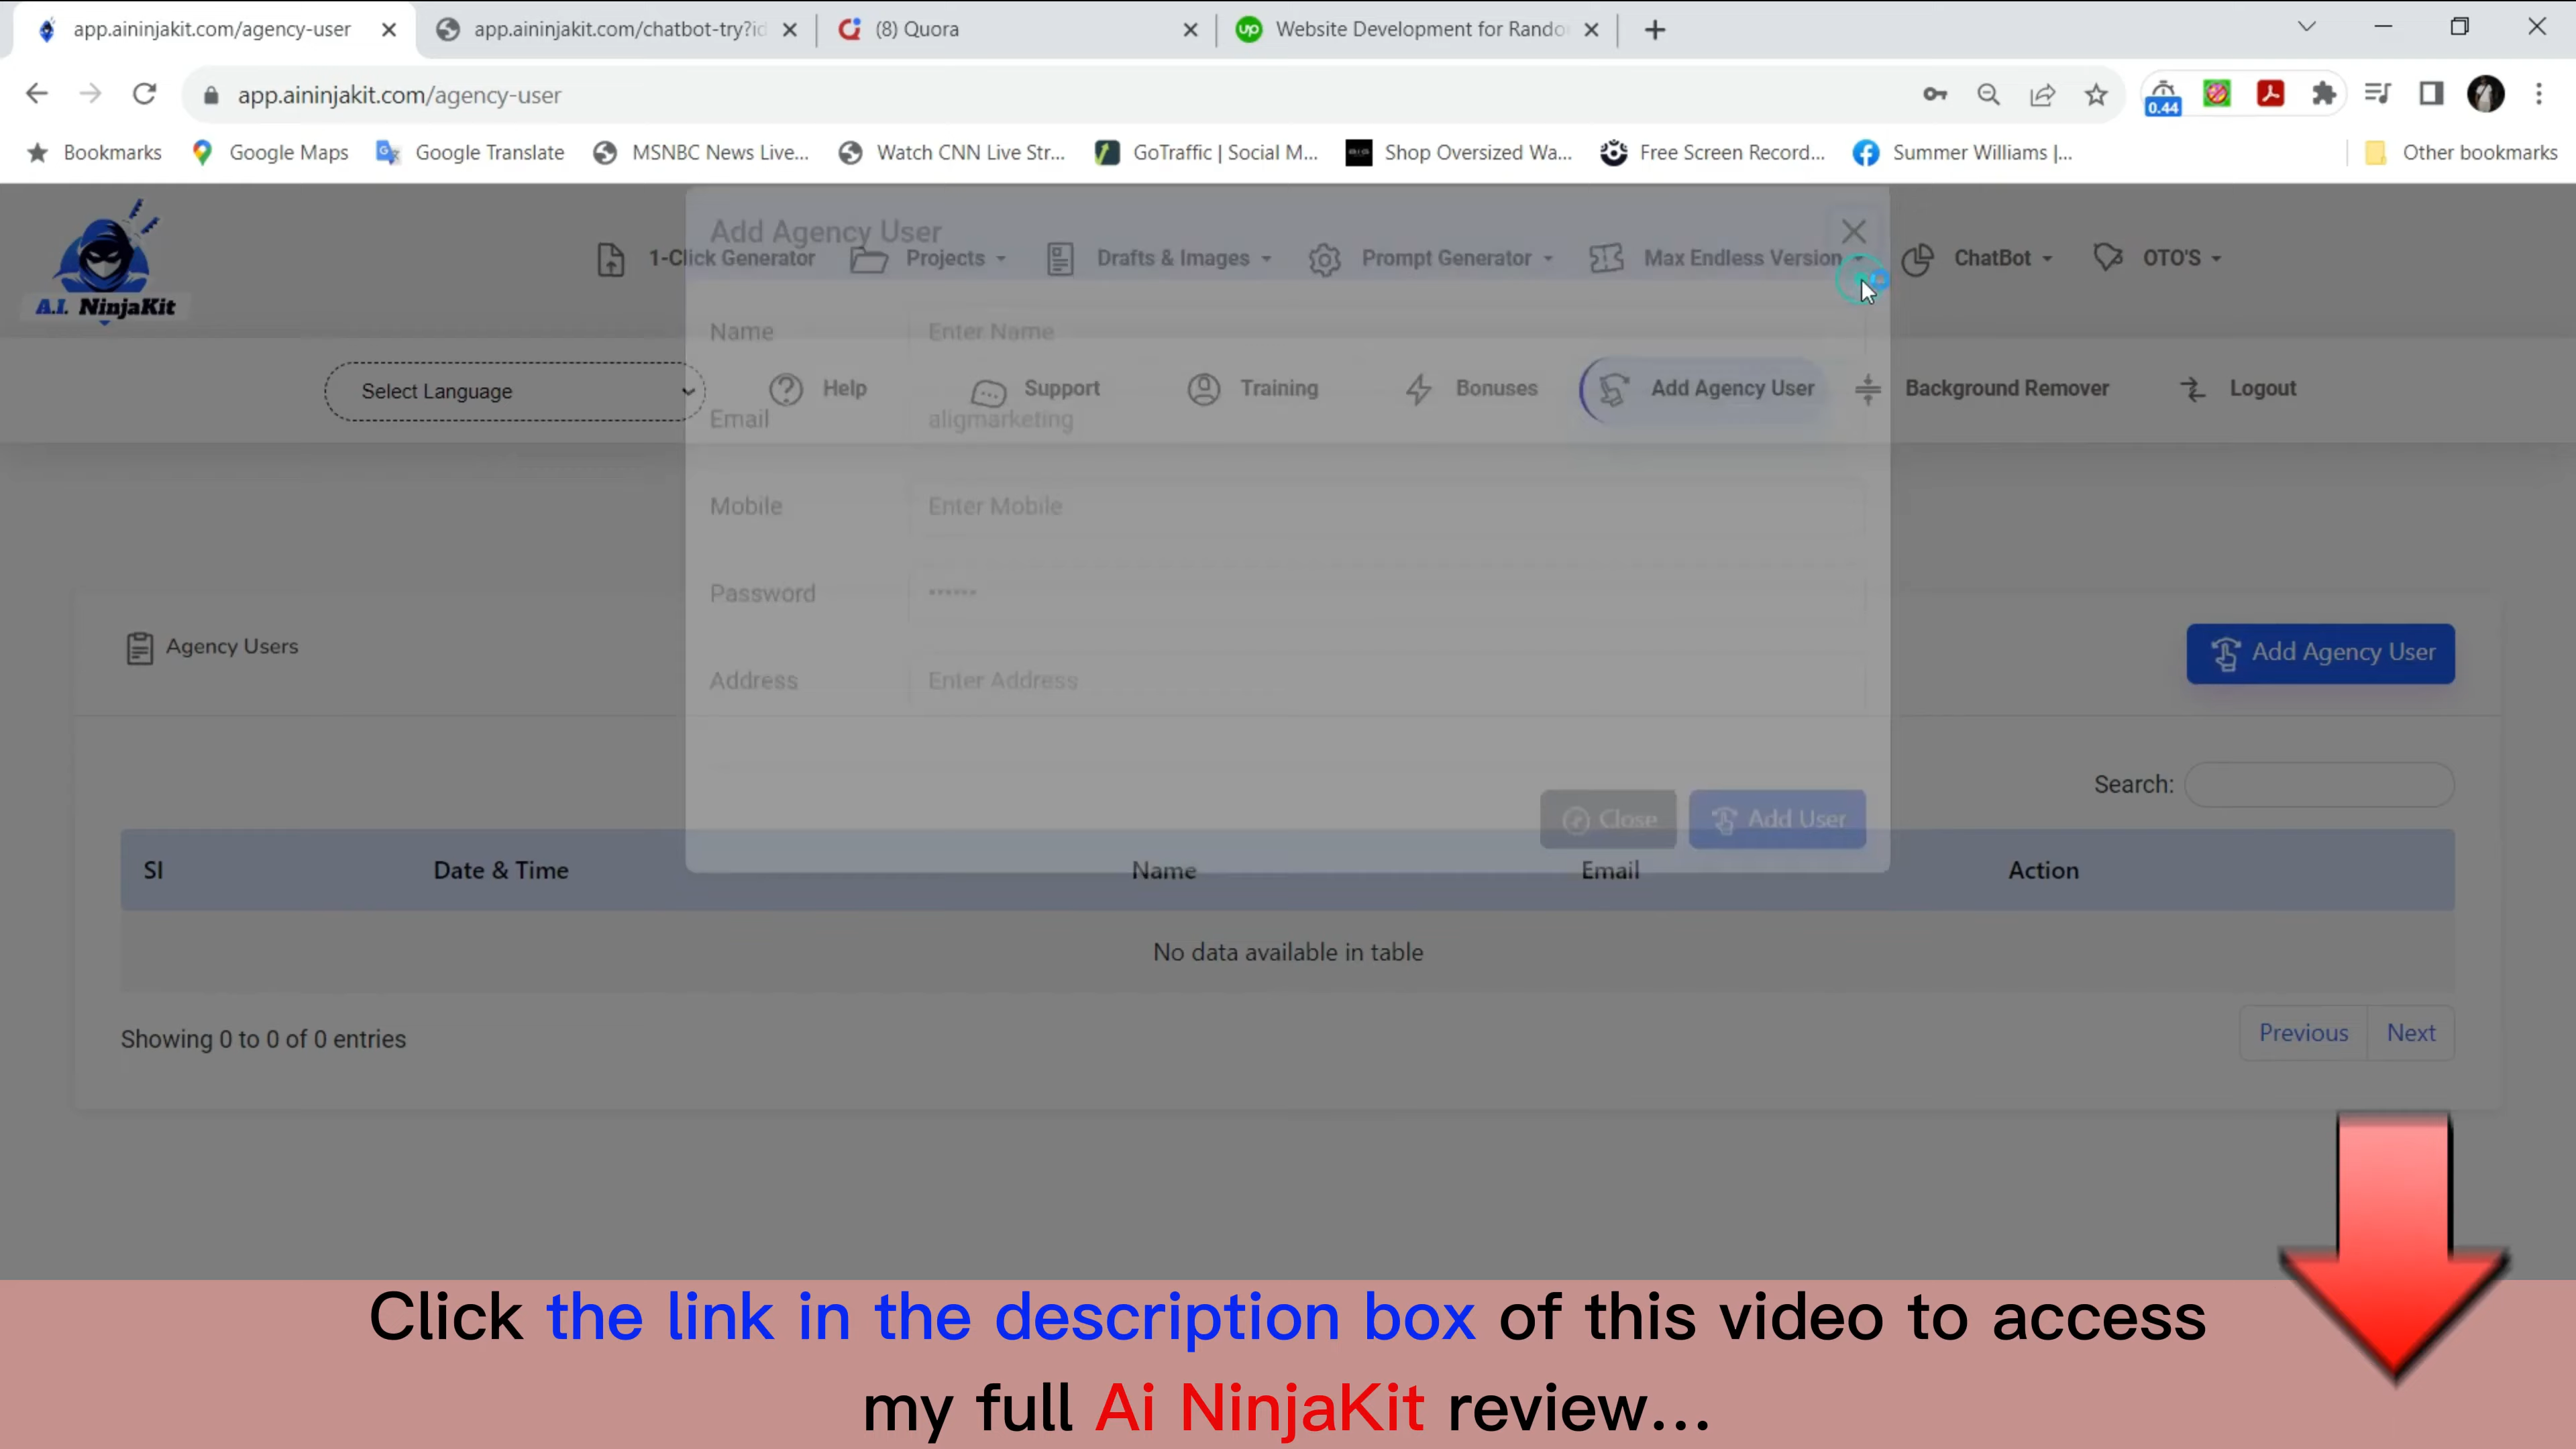 app.aininjakit.com/agency-user
app.aininjakit.com/chatbot-try?id
(8) Quora
up
Website Development for Rando
app.aininjakit.com/agency-user
0.44
Bookmarks
Google Maps
Google Translate
MSNBC News Live...
Watch CNN Live Str...
GoTraffic | Social M...
Shop Oversized Wa...
Free Screen Record...
Summer Williams |...
Other bookmarks
A.I. NinjaKit
Add Agency User
1-Click Generator
Projects
Drafts & Images
Prompt Generator
Max Endless Version
ChatBot
OTO'S
Name
Enter Name
Select Language
Help
Support
Training
Bonuses
Add Agency User
Background Remover
Logout
Email
aligmarketing
Mobile
Enter Mobile
Password
••••••
Address
Enter Address
Agency Users
Add Agency User
Close
Add User
Search:
SI
Date & Time
Name
Email
Action
No data available in table
Showing 0 to 0 of 0 entries
Previous
Next
Click the link in the description box of this video to access
my full Ai NinjaKit review...